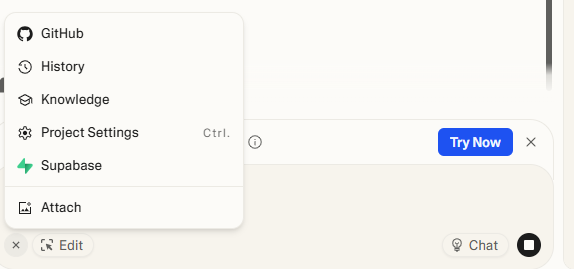 GitHub
History
Knowledge
Project Settings Ctrl.
Supabase
Try Now
Attach
Edit
Chat